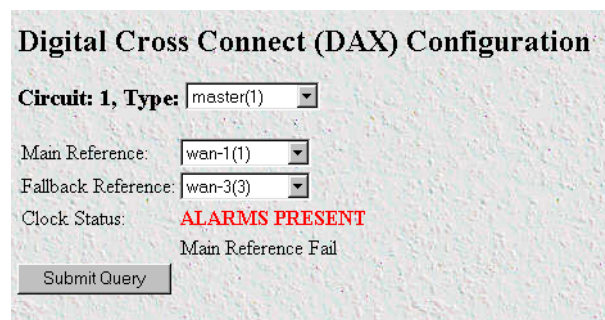 Digital Cross Connect (DAX) Configuration
Circuit: 1, Type: master(1)
Main Reference: wan-1(1)
Fallback Reference: wan-3(3)
Clock Status: ALARMS PRESENT
Main Reference Fail
Submit Query